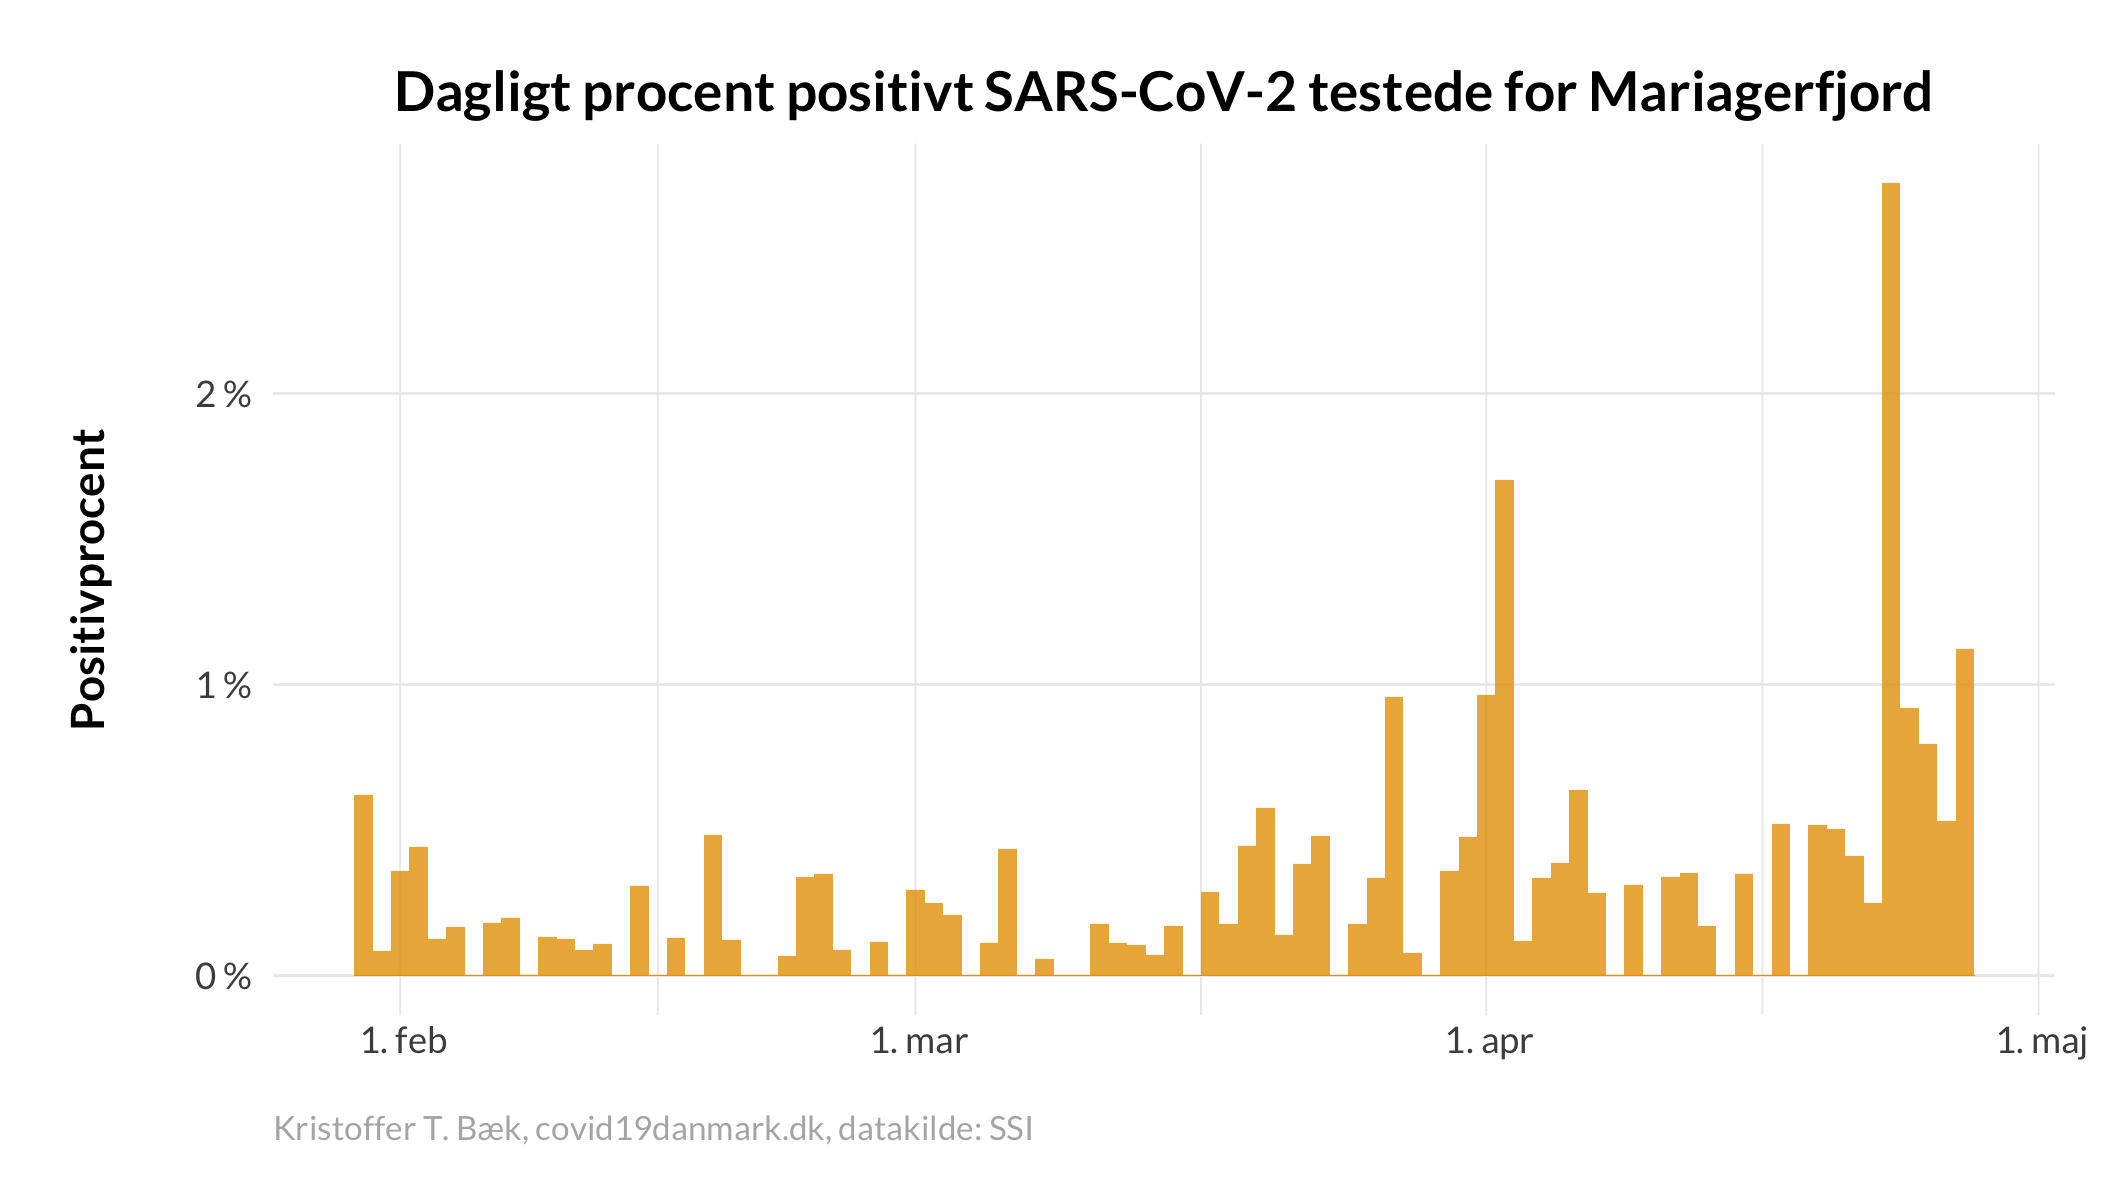 Dagligt procent positivt SARS-CoV-2 testede for Mariagerfjord
Positivprocent
2 %
1 %
0 %
1. feb
1. mar
1. apr
1. maj
Kristoffer T. Bæk, covid19danmark.dk, datakilde: SSI